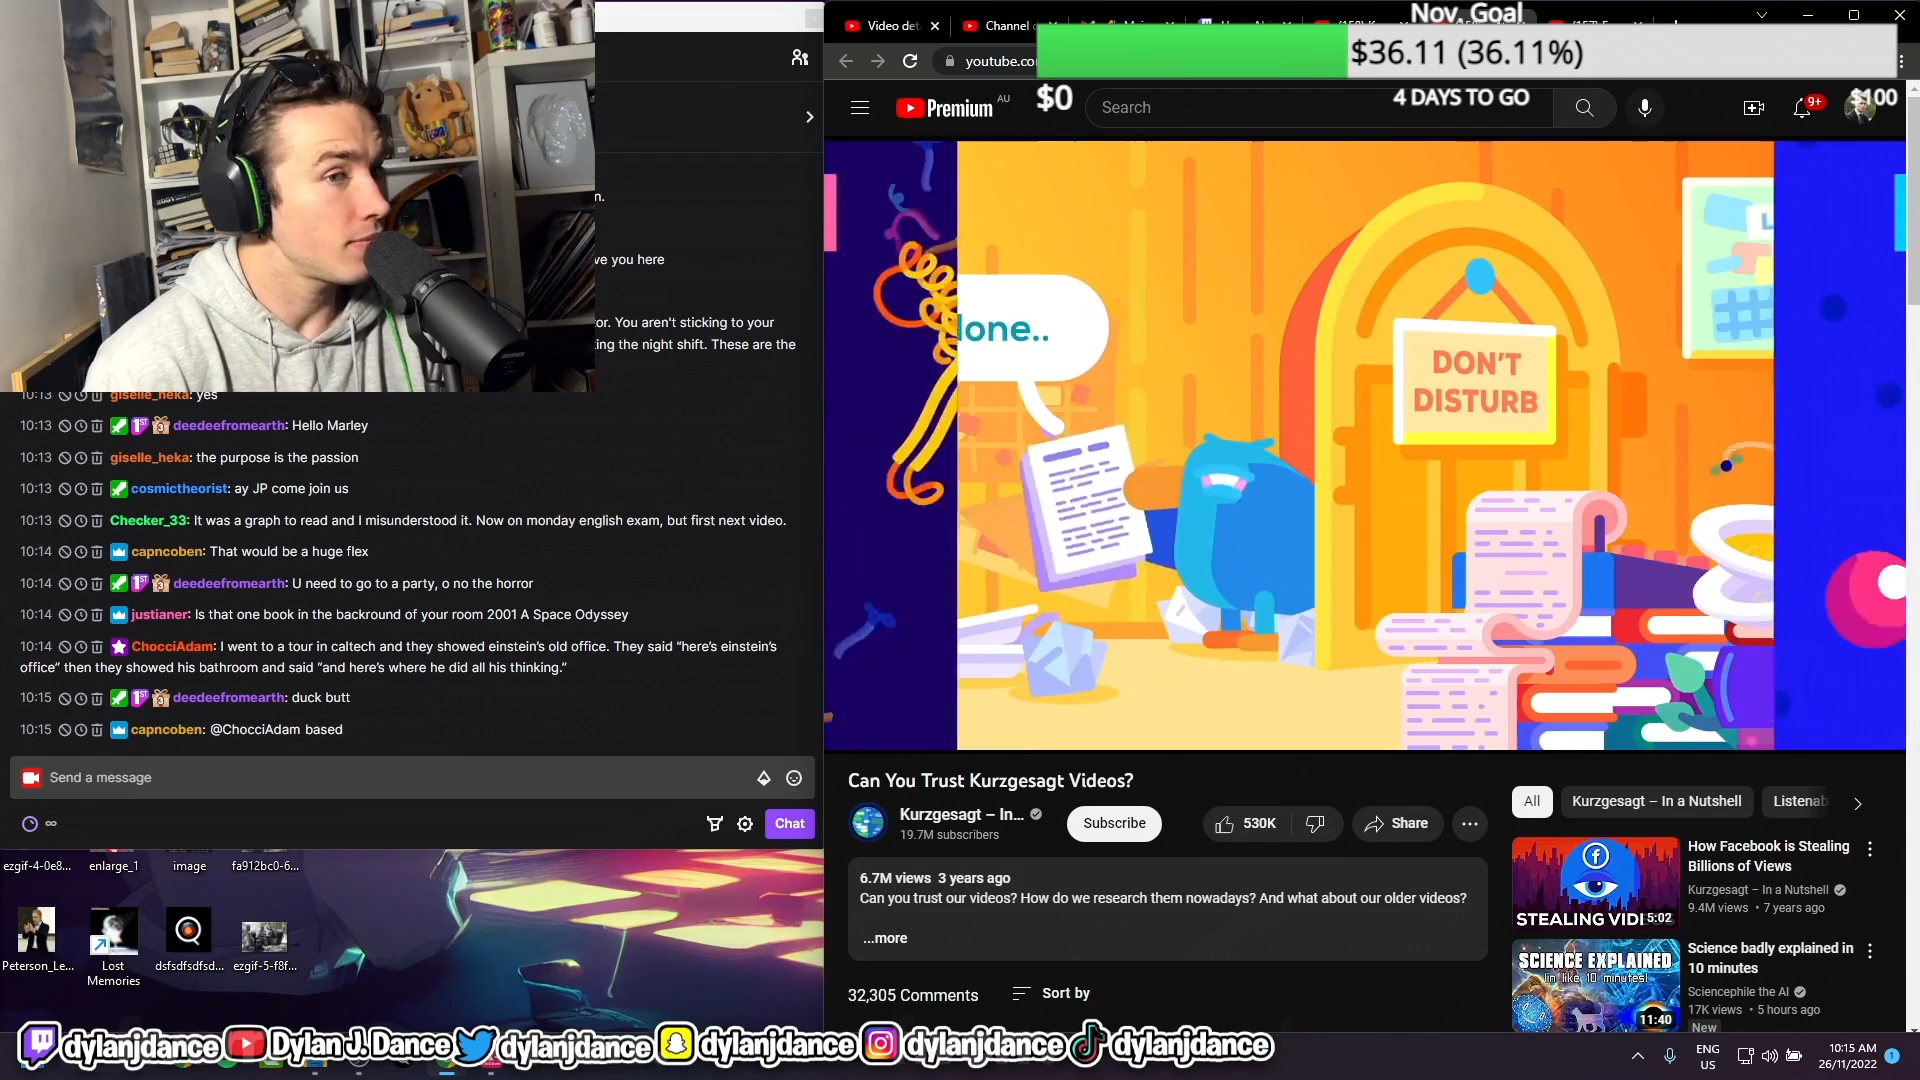 Video det
Channel
Nov. Goal
$36.11 (36.11%)
youtube.co
Premium AU
$0
Search
4 DAYS TO GO
9+
$100
n.
ve you here
tor. You aren't sticking to your
ing the night shift. These are the
10:13 giselle_heka: yes
10:13 deedeefromearth: Hello Marley
10:13 giselle_heka: the purpose is the passion
10:13 cosmictheorist: ay JP come join us
10:13 Checker_33: It was a graph to read and I misunderstood it. Now on monday english exam, but first next video.
10:14 capncoben: That would be a huge flex
10:14 deedeefromearth: U need to go to a party, o no the horror
10:14 justianer: Is that one book in the backround of your room 2001 A Space Odyssey
10:14 ChocciAdam: I went to a tour in caltech and they showed einstein's old office. They said “here's einstein's
office” then they showed his bathroom and said “and here's where he did all his thinking.”
10:15 deedeefromearth: duck butt
10:15 capncoben: @ChocciAdam based
Send a message
Chat
lone..
DON'T
DISTURB
Can You Trust Kurzgesagt Videos?
Kurzgesagt – In...
19.7M subscribers
Subscribe
530K
Share
6.7M views 3 years ago
Can you trust our videos? How do we research them nowadays? And what about our older videos?
...more
32,305 Comments
Sort by
All
Kurzgesagt – In a Nutshell
Listenab
STEALING VID
5:02
How Facebook is Stealing
Billions of Views
Kurzgesagt – In a Nutshell
9.4M views • 7 years ago
SCIENCE EXPLAINED
(in like 10 minutes)
11:40
Science badly explained in
10 minutes
Sciencephile the AI
17K views • 5 hours ago
New
ezgif-4-0e8...
enlarge_1
image
fa912bc0-6...
Peterson_Le...
Lost
Memories
dsfsdfsdfsd...
ezgif-5-f8f...
dylanjdance
Dylan J. Dance
dylanjdance
dylanjdance
dylanjdance
dylanjdance
ENG
US
10:15 AM
26/11/2022
1